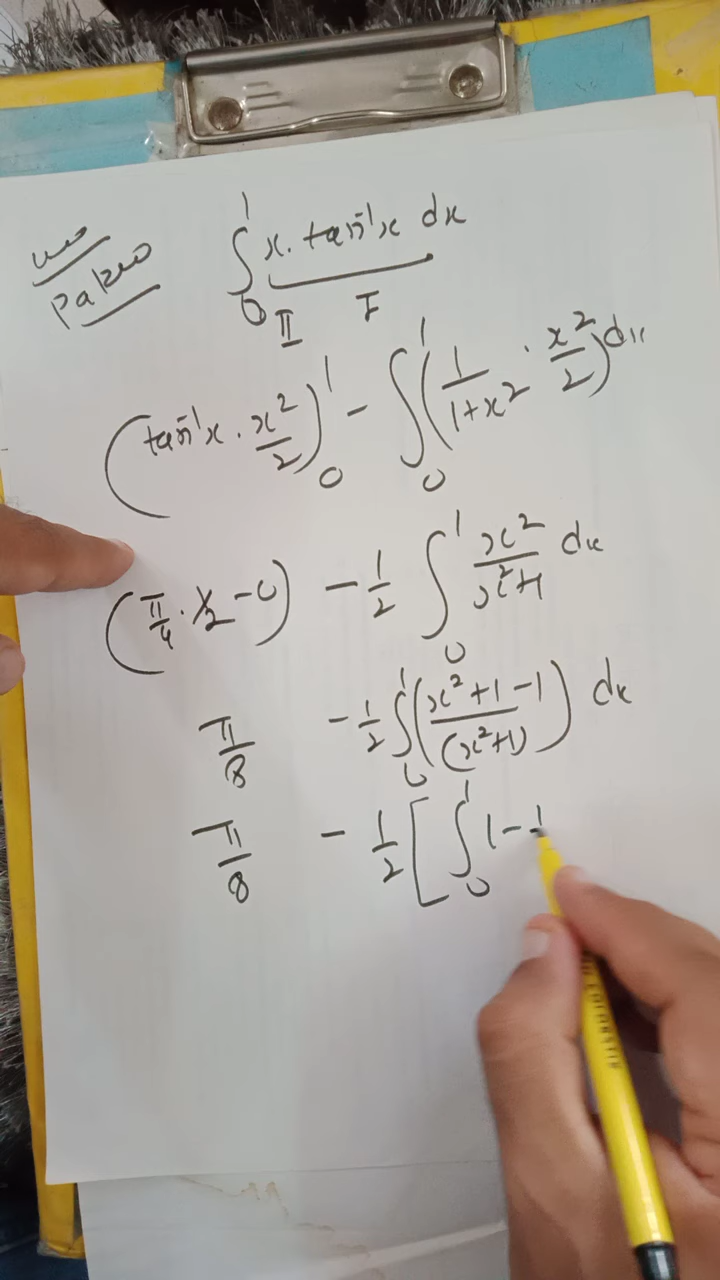 ∫₀¹ x. tan⁻¹x dx
II I
(tan⁻¹x . x²/2)₀¹ - ∫₀¹ (1/1+x² . x²/2) dx
(π/4 . 1/2 - 0) - 1/2 ∫₀¹ x²/x²+1 dx
π/8 - 1/2 ∫₀¹ (x²+1-1/(x²+1)) dx
π/8 - 1/2 [ ∫₀¹ 1 - 1